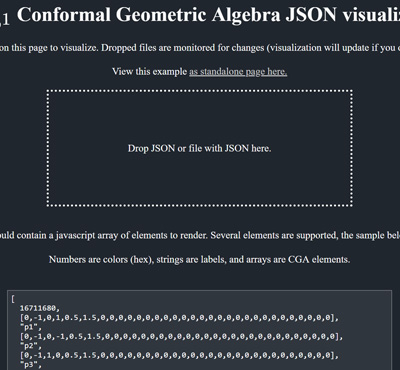 ,1 Conformal Geometric Algebra JSON visuali
on this page to visualize. Dropped files are monitored for changes (visualization will update if you
View this example as standalone page here.
Drop JSON or file with JSON here.
uld contain a javascript array of elements to render. Several elements are supported, the sample
Numbers are colors (hex), strings are labels, and arrays are CGA elements.
[
16711680,
[0,-1,0,1,0.5,1.5,0,0,0,0,0,0,0,0,0,0,0,0,0,0,0,0,0,0,0,0,0,0,0,0,0,0],
"p1",
[0,-1,0,-1,0.5,1.5,0,0,0,0,0,0,0,0,0,0,0,0,0,0,0,0,0,0,0,0,0,0,0,0,0,0],
"p2",
[0,-1,1,0,0.5,1.5,0,0,0,0,0,0,0,0,0,0,0,0,0,0,0,0,0,0,0,0,0,0,0,0,0,0],
"p3",